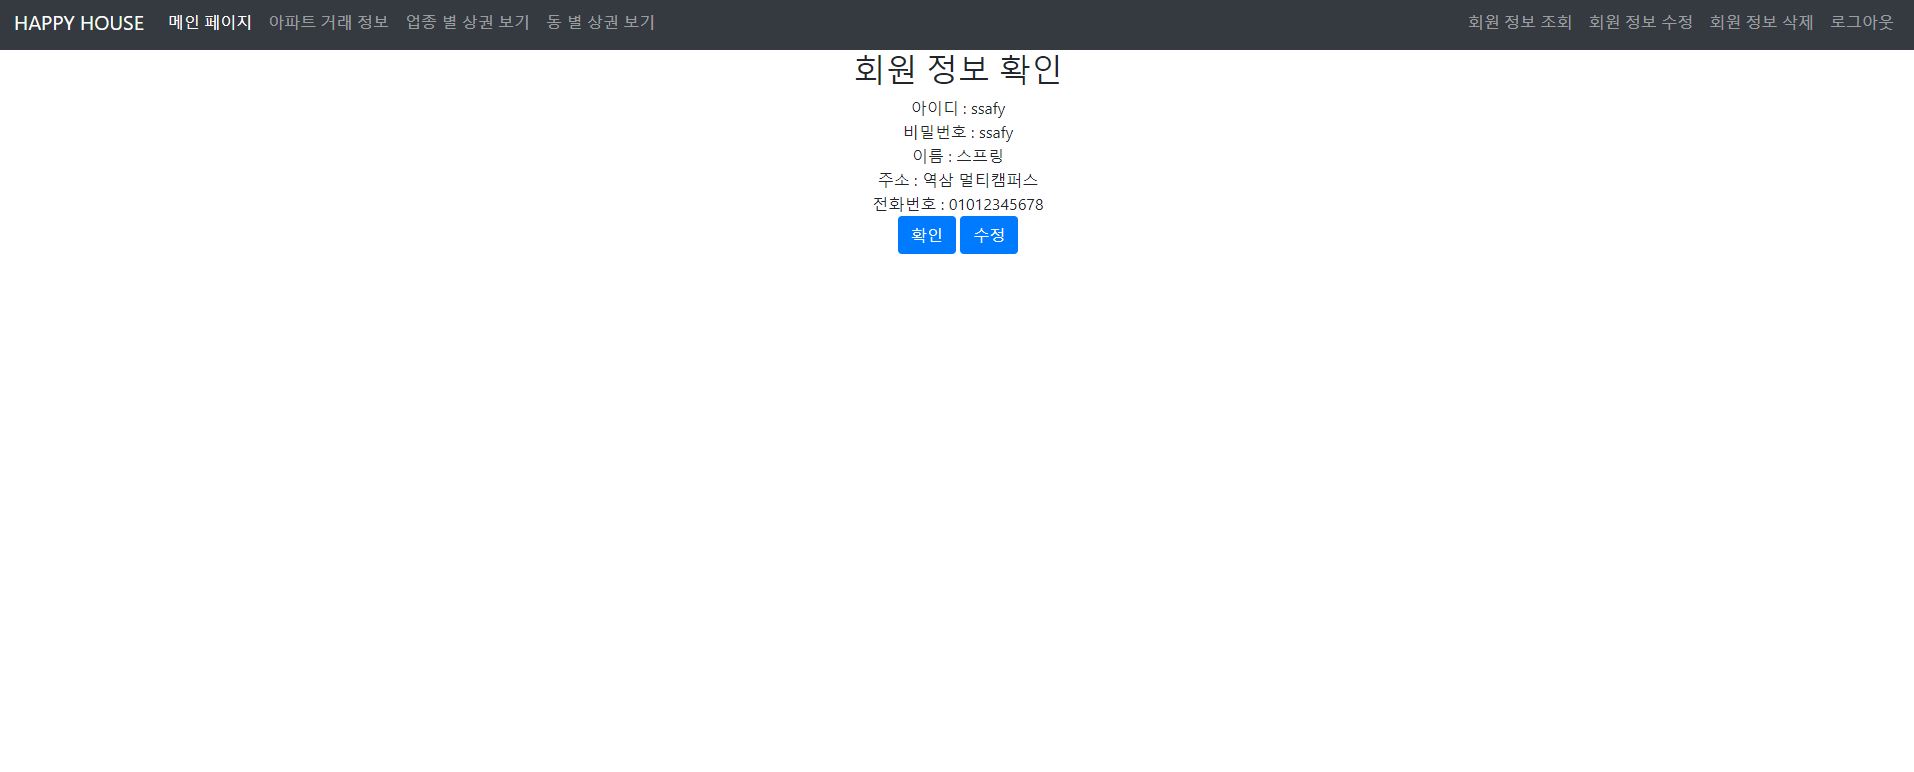 HAPPY HOUSE 메인 페이지 아파트 거래 정보 업종 별 상권 보기 동 별 상권 보기 회원 정보 조회 회원 정보 수정 회원 정보 삭제 로그아웃
회원 정보 확인
아이디 : ssafy
비밀번호 : ssafy
이름 : 스프링
주소 : 역삼 멀티캠퍼스
전화번호 : 01012345678
확인 수정